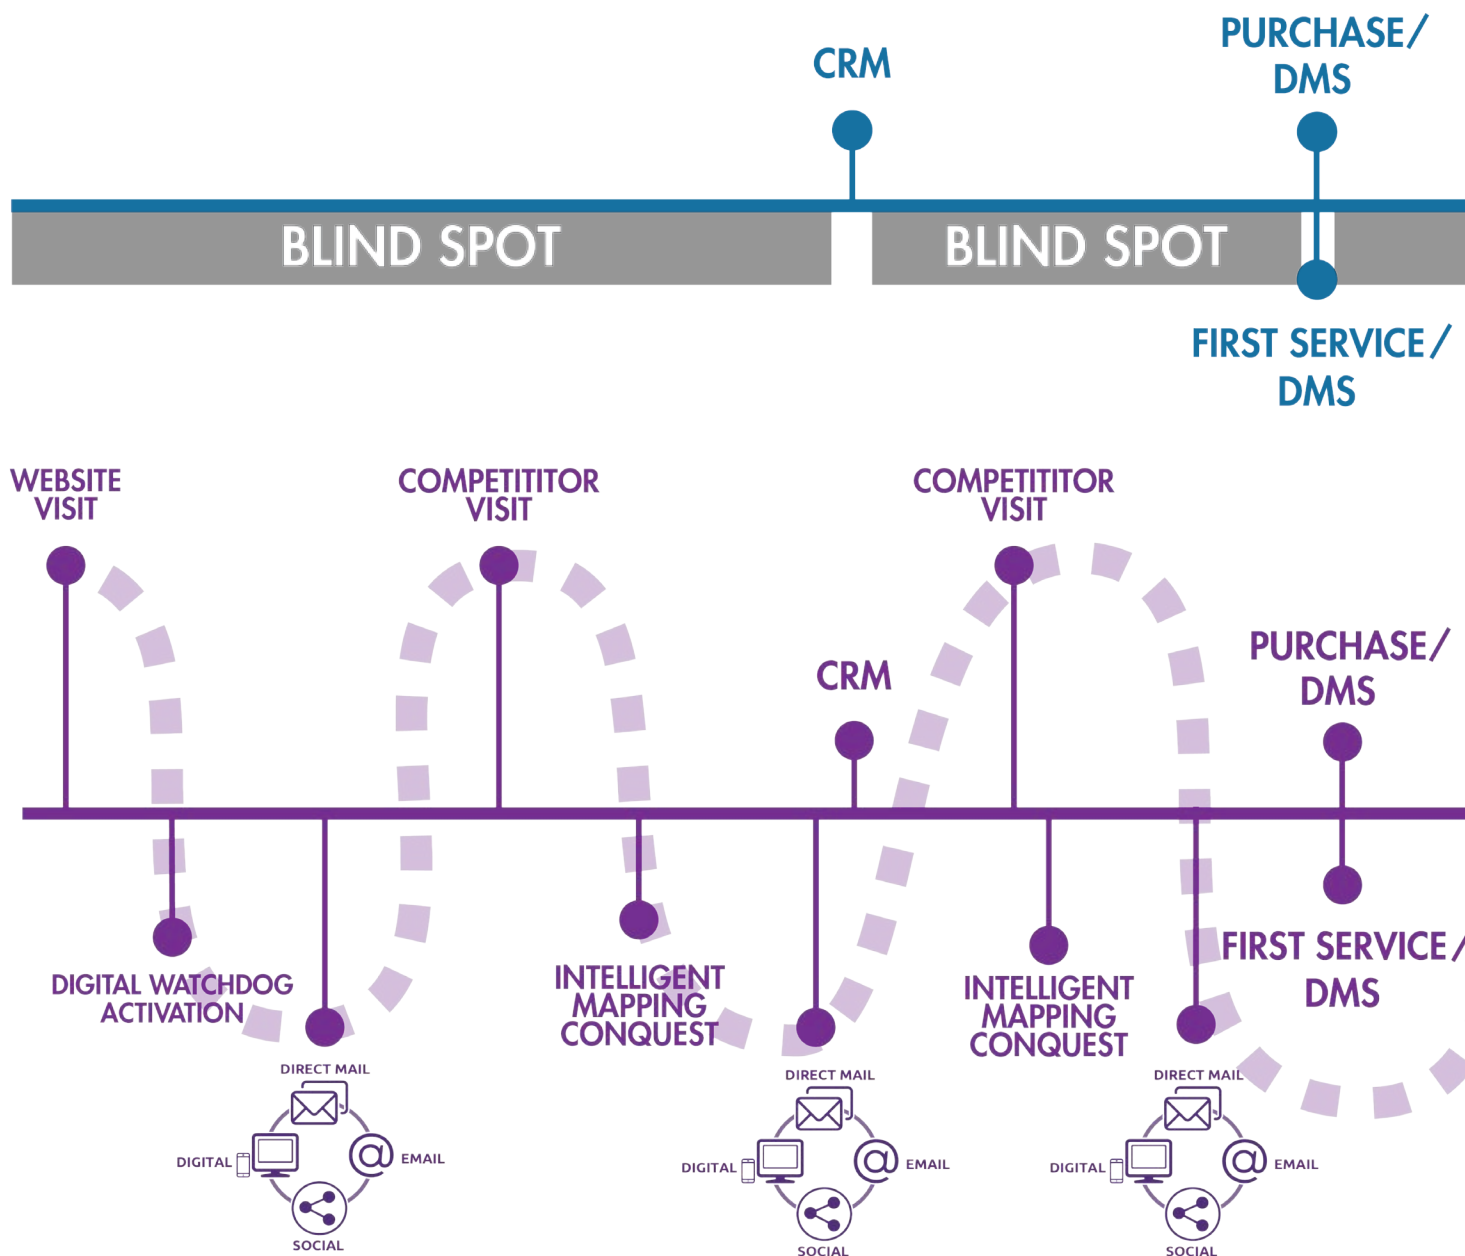 CRM
PURCHASE/
DMS
BLIND SPOT
BLIND SPOT
FIRST SERVICE/
DMS
WEBSITE
VISIT
COMPETITITOR
VISIT
COMPETITITOR
VISIT
CRM
PURCHASE/
DMS
DIGITAL WATCHDOG
ACTIVATION
INTELLIGENT
MAPPING
CONQUEST
INTELLIGENT
MAPPING
CONQUEST
FIRST SERVICE/
DMS
DIRECT MAIL
DIGITAL
@ EMAIL
SOCIAL
DIRECT MAIL
DIGITAL
@ EMAIL
SOCIAL
DIRECT MAIL
DIGITAL
@ EMAIL
SOCIAL